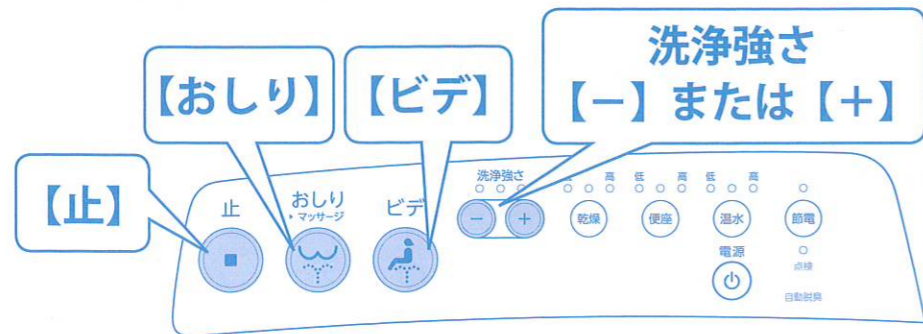 【おしり】
【ビデ】
洗浄強さ
【－】または【＋】
【止】
止
おしり
▸ マッサージ
ビデ
洗浄強さ
－
＋
高
低 高
低 高
乾燥
便座
温水
節電
電源
点検
自動脱臭